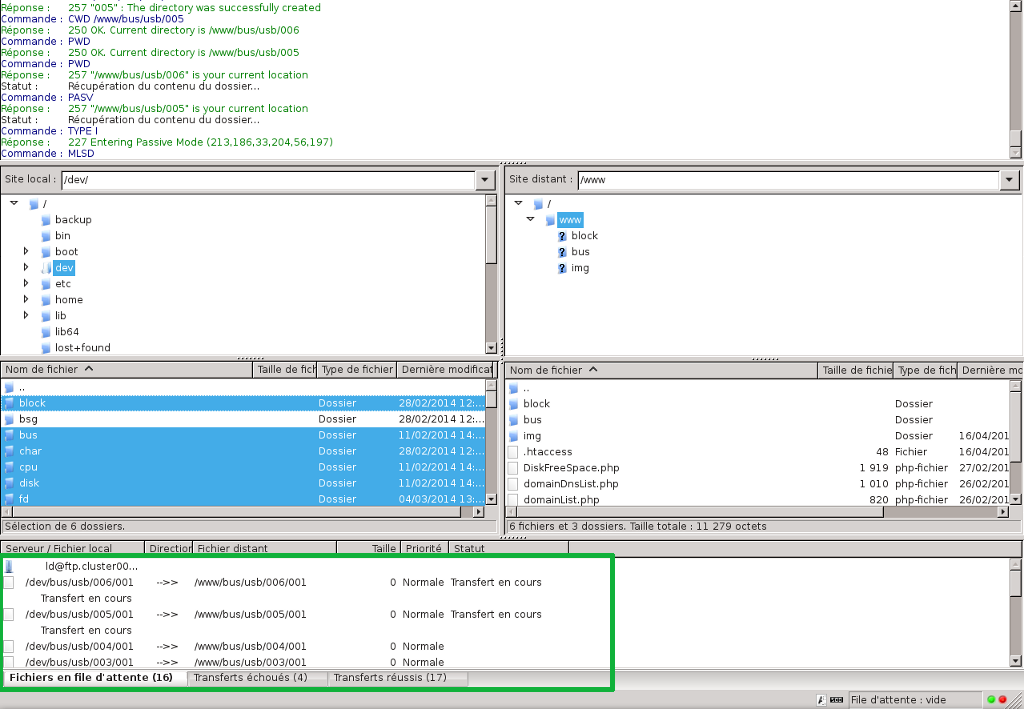 Réponse : 257 "005" : The directory was successfully created
Commande : CWD /www/bus/usb/005
Réponse : 250 OK. Current directory is /www/bus/usb/006
Commande : PWD
Réponse : 250 OK. Current directory is /www/bus/usb/005
Commande : PWD
Réponse : 257 "/www/bus/usb/006" is your current location
Statut : Récupération du contenu du dossier...
Commande : PASV
Réponse : 257 "/www/bus/usb/005" is your current location
Statut : Récupération du contenu du dossier...
Commande : TYPE I
Réponse : 227 Entering Passive Mode (213,186,33,204,56,197)
Commande : MLSD
Site local : /dev/
/
backup
bin
boot
dev
etc
home
lib
lib64
lost+found
Site distant : /www
/
www
block
bus
img
Nom de fichier Taille de fich Type de fichier Dernière modificat
..
block Dossier 28/02/2014 12:...
bsg Dossier 28/02/2014 12:...
bus Dossier 11/02/2014 14:...
char Dossier 28/02/2014 12:...
cpu Dossier 11/02/2014 14:...
disk Dossier 11/02/2014 14:...
fd Dossier 04/03/2014 13:...
Sélection de 6 dossiers.
Nom de fichier Taille de fichie Type de fich Dernière mo
..
block Dossier
bus Dossier
img Dossier 16/04/201
.htaccess 48 Fichier 16/04/201
DiskFreeSpace.php 1 919 php-fichier 27/02/201
domainDnsList.php 1 010 php-fichier 26/02/201
domainList.php 820 php-fichier 26/02/201
6 fichiers et 3 dossiers. Taille totale : 11 279 octets
Serveur / Fichier local Direction Fichier distant Taille Priorité Statut
ld@ftp.cluster00...
/dev/bus/usb/006/001 -->> /www/bus/usb/006/001 0 Normale Transfert en cours
Transfert en cours
/dev/bus/usb/005/001 -->> /www/bus/usb/005/001 0 Normale Transfert en cours
Transfert en cours
/dev/bus/usb/004/001 -->> /www/bus/usb/004/001 0 Normale
/dev/bus/usb/003/001 -->> /www/bus/usb/003/001 0 Normale
Fichiers en file d'attente (16) Transferts échoués (4) Transferts réussis (17)
File d'attente : vide